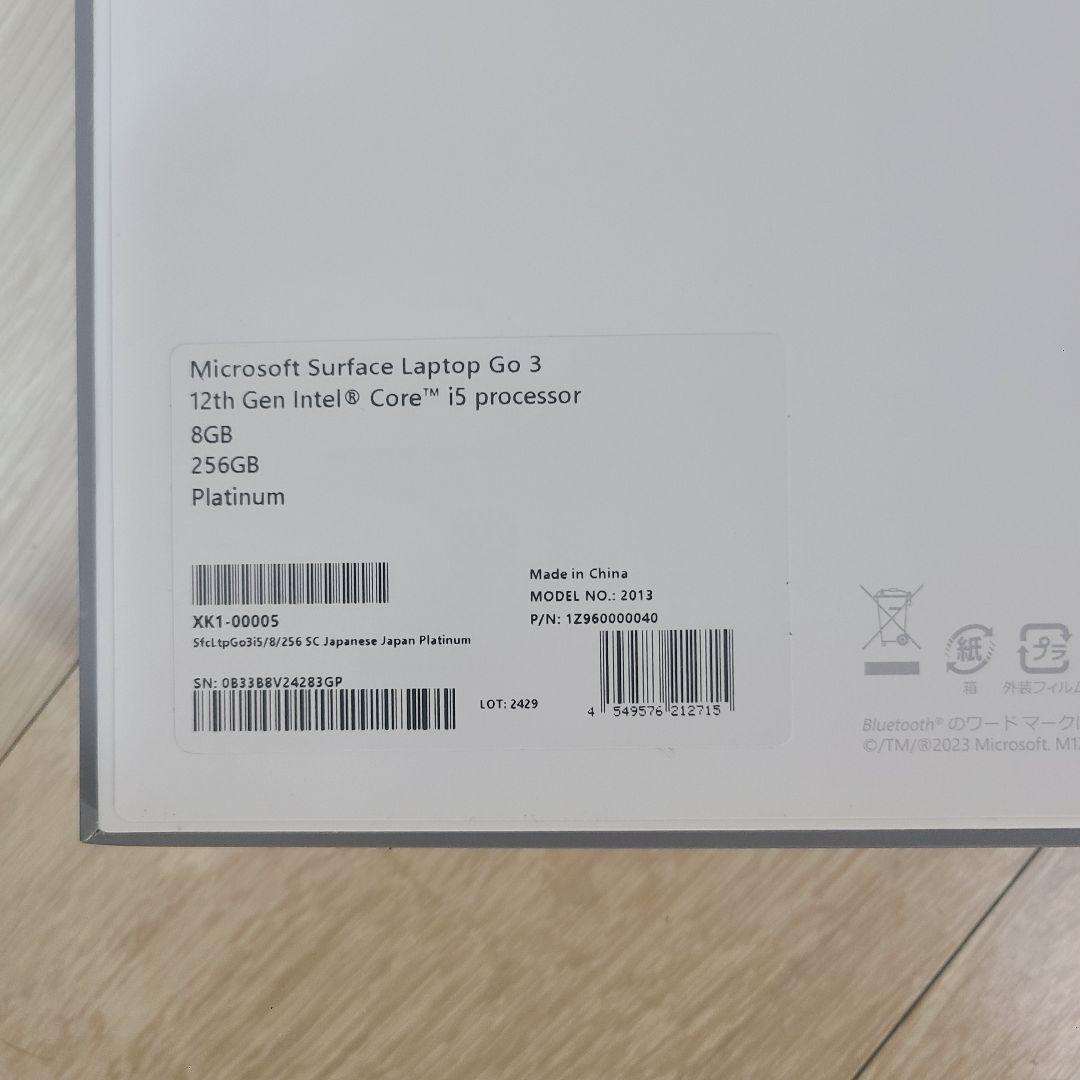 Microsoft Surface Laptop Go 3
12th Gen Intel® Core™ i5 processor
8GB
256GB
Platinum
XK1-00005
SfcLtpGo3i5/8/256 SC Japanese Japan Platinum
SN: 0B33B8V24283GP
LOT: 2429
Made in China
MODEL NO.: 2013
P/N: 1Z960000040
4 549576 212715
紙
箱
プラ
外装フィルム
Bluetooth® のワード マーク
©/TM/®2023 Microsoft.